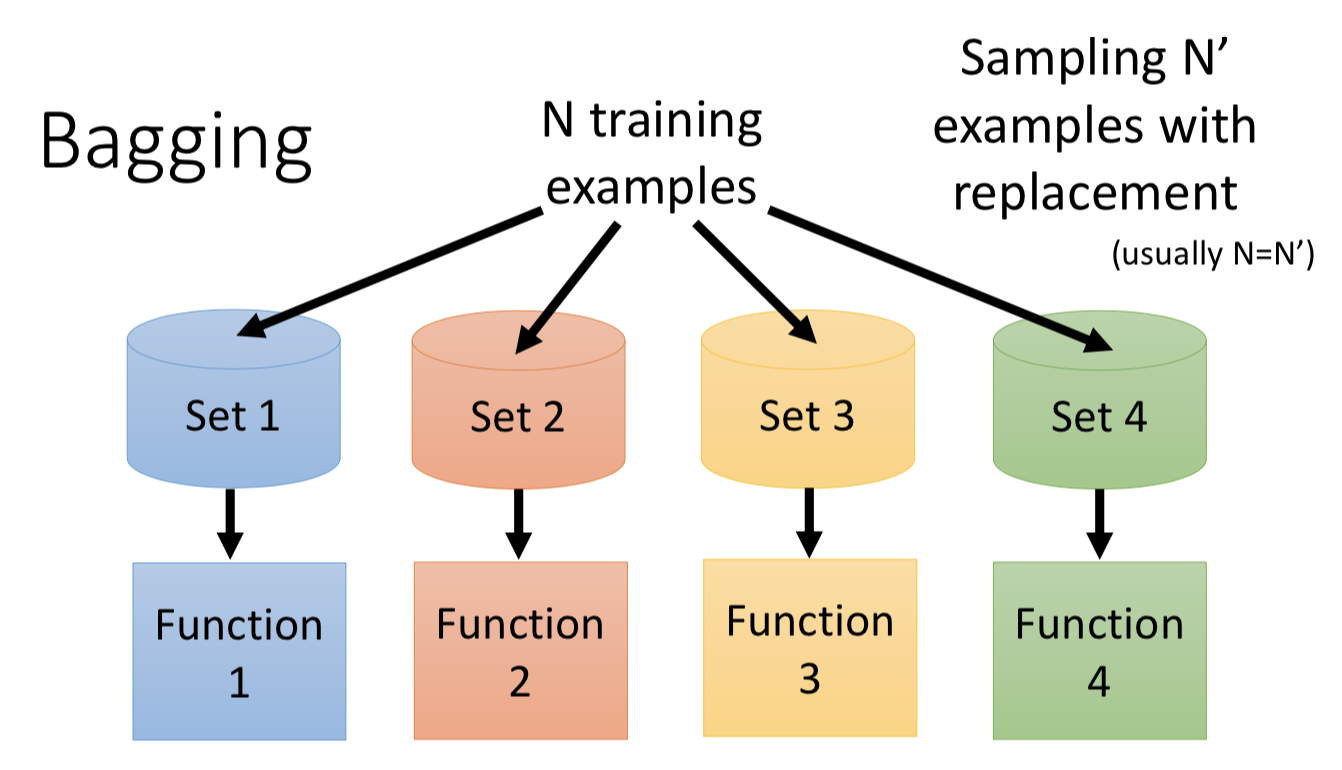 Bagging
N training
examples
Sampling N’
examples with
replacement
(usually N=N’)
Set 1
Set 2
Set 3
Set 4
Function
1
Function
2
Function
3
Function
4